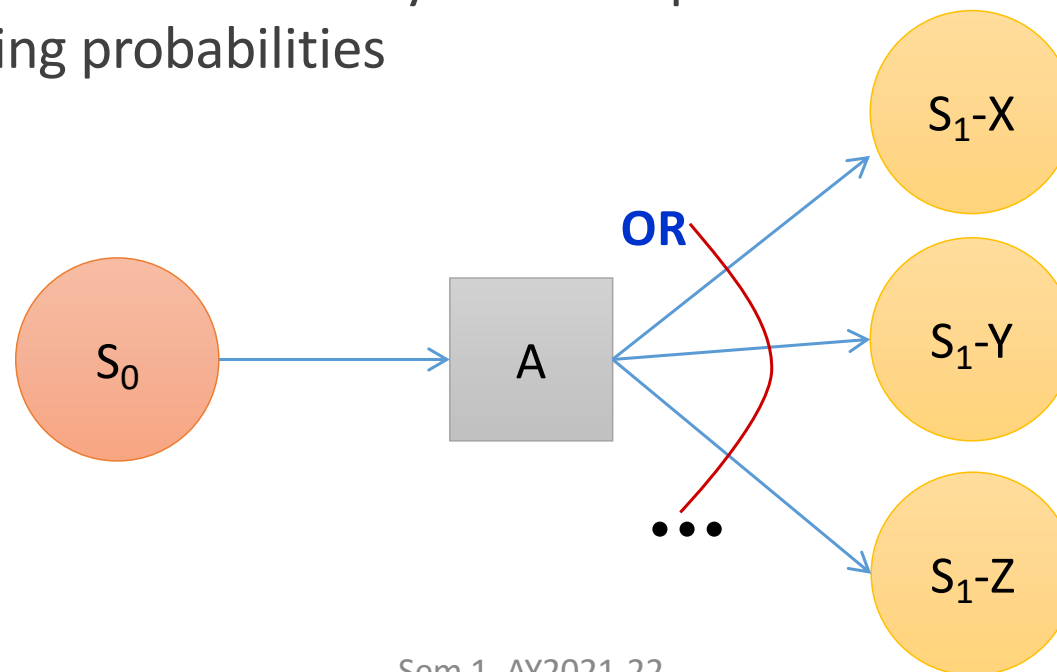 ing probabilities
S₁-X
OR
S₀
A
S₁-Y
•••
S₁-Z